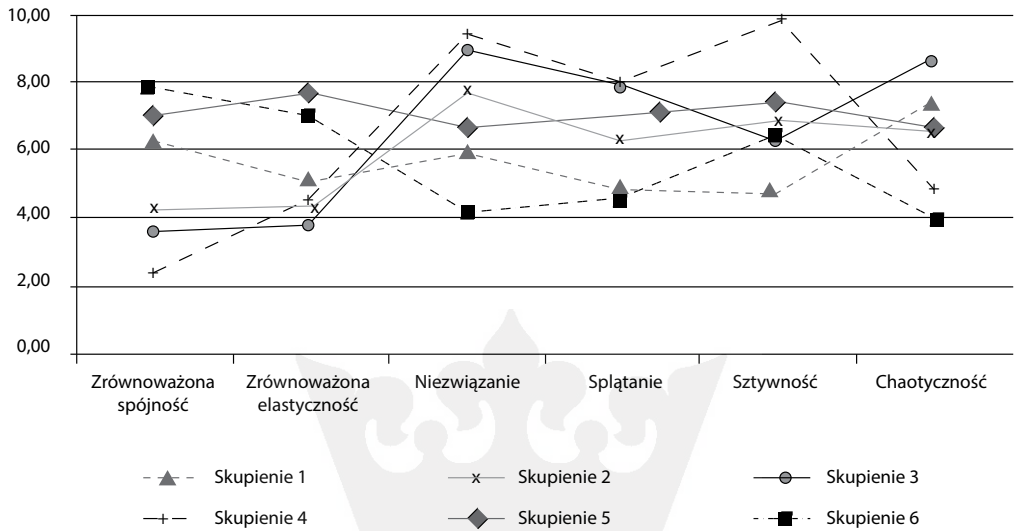 10,00
8,00
6,00
4,00
2,00
0,00
Zrównoważona
spójność
Zrównoważona
elastyczność
Niezwiązanie
Splątanie
Sztywność
Chaotyczność
Skupienie 1
Skupienie 2
Skupienie 3
Skupienie 4
Skupienie 5
Skupienie 6